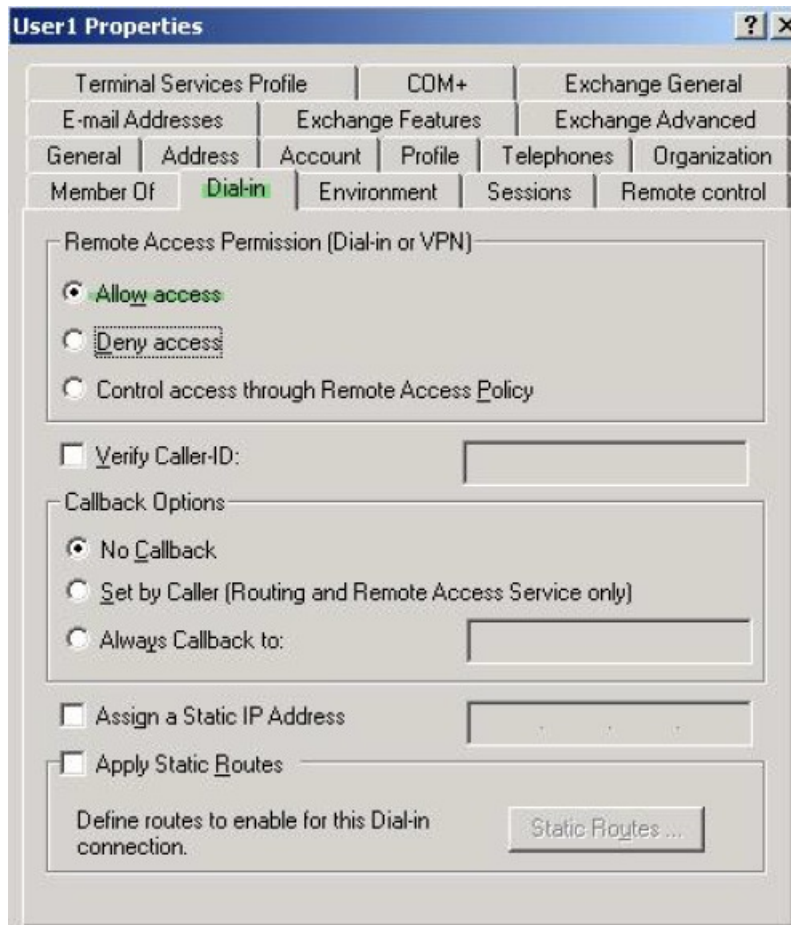 User1 Properties
Terminal Services Profile COM+ Exchange General
E-mail Addresses Exchange Features Exchange Advanced
General Address Account Profile Telephones Organization
Member Of Dial-in Environment Sessions Remote control
Remote Access Permission (Dial-in or VPN)
Allow access
Deny access
Control access through Remote Access Policy
Verify Caller-ID:
Callback Options
No Callback
Set by Caller (Routing and Remote Access Service only)
Always Callback to:
Assign a Static IP Address
Apply Static Routes
Define routes to enable for this Dial-in
connection.
Static Routes ...